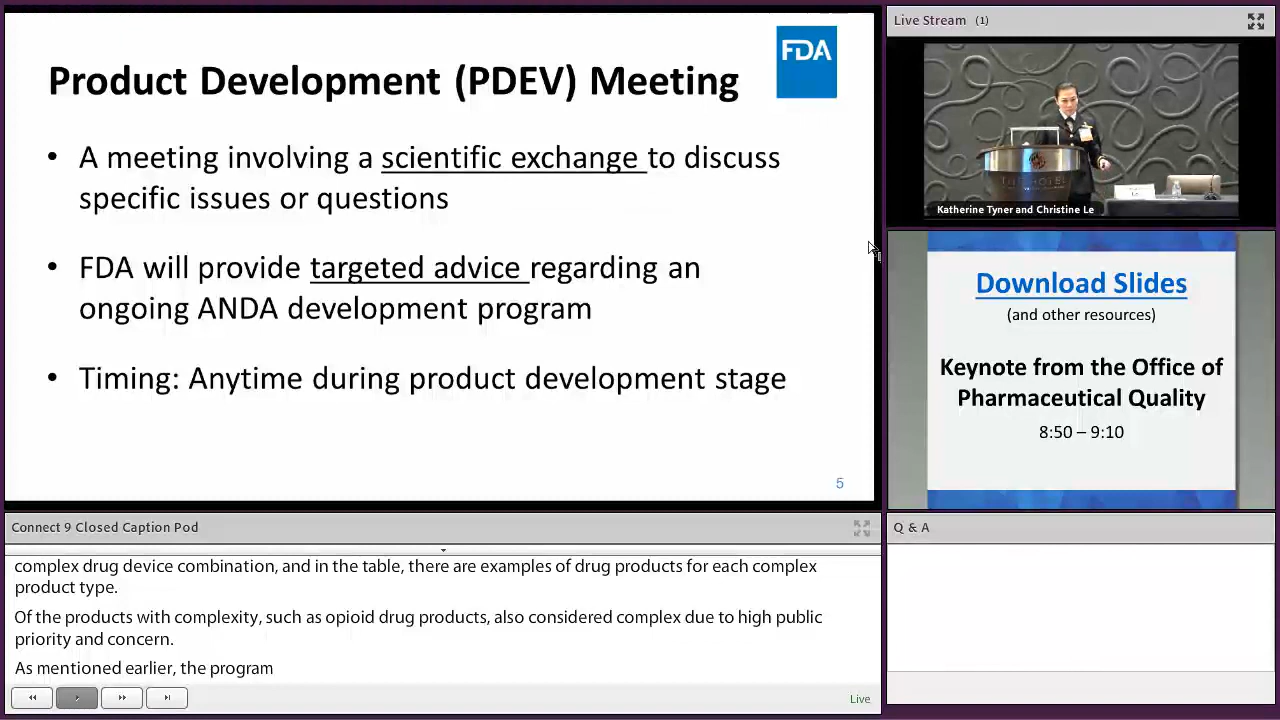 FDA
Product Development (PDEV) Meeting
• A meeting involving a scientific exchange to discuss
specific issues or questions
• FDA will provide targeted advice regarding an
ongoing ANDA development program
• Timing: Anytime during product development stage
5
Live Stream (1)
Katherine Tyner and Christine Le
Download Slides
(and other resources)
Keynote from the Office of
Pharmaceutical Quality
8:50 – 9:10
Connect 9 Closed Caption Pod
complex drug device combination, and in the table, there are examples of drug products for each complex
product type.
Of the products with complexity, such as opioid drug products, also considered complex due to high public
priority and concern.
As mentioned earlier, the program
Live
Q & A